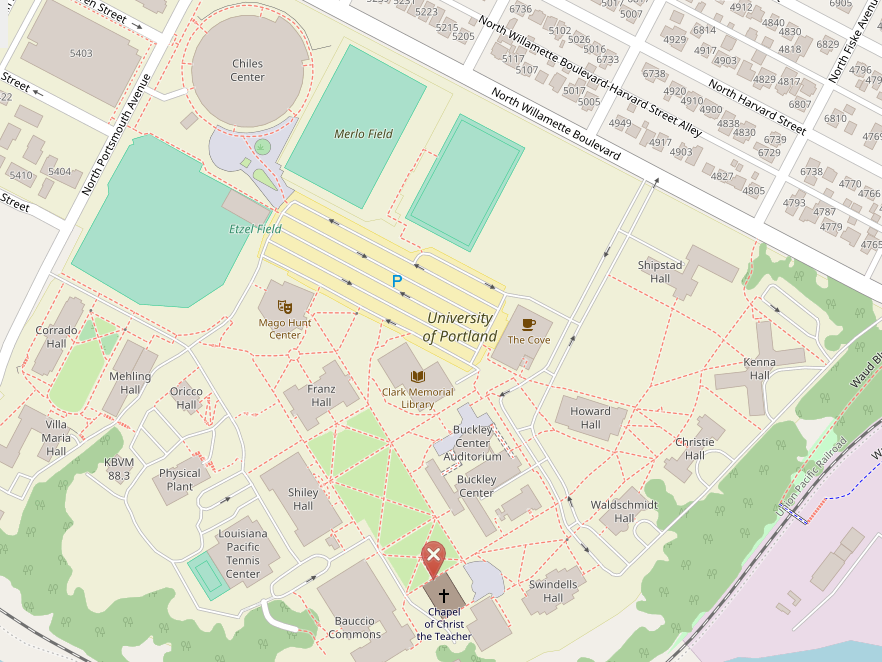 5223
5215
5205
6736
5102
5026
5016
6733
5007
5117
5107
5017
5005
4912
4840
4830
4818
6905
4914
4929
4917
4903
6829
4829
4817
6807
6738
4920
4910
4900
4838
4830
6739
6729
6810
4949
4917
4903
4827
4805
6738
4770
4766
4793
4787
4779
4765
4796
4769
5403
5404
5410
North Willamette Boulevard-Harvard Street Alley
North Willamette Boulevard
North Harvard Street
North Fiske Avenue
North Portsmouth Avenue
Street
Street
Street
Chiles
Center
Merlo Field
Etzel Field
P
University
of Portland
Shipstad
Hall
Mago Hunt
Center
The Cove
Corrado
Hall
Mehling
Hall
Oricco
Hall
Franz
Hall
Clark Memorial
Library
Kenna
Hall
Howard
Hall
Christie
Hall
Villa
Maria
Hall
KBVM
88.3
Physical
Plant
Buckley
Center
Auditorium
Buckley
Center
Shiley
Hall
Waldschmidt
Hall
Union Pacific Railroad
Louisiana
Pacific
Tennis
Center
Swindells
Hall
Bauccio
Commons
Chapel
of Christ
the Teacher